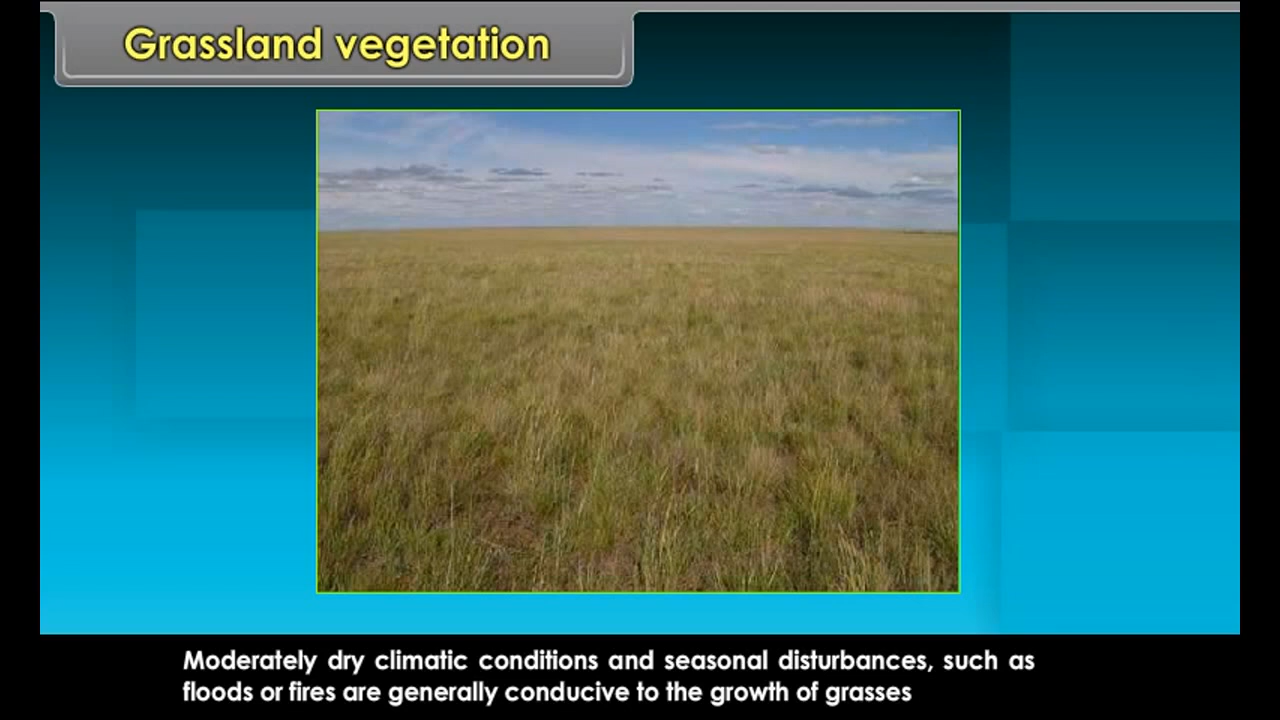 Grassland vegetation
Moderately dry climatic conditions and seasonal disturbances, such as
floods or fires are generally conducive to the growth of grasses